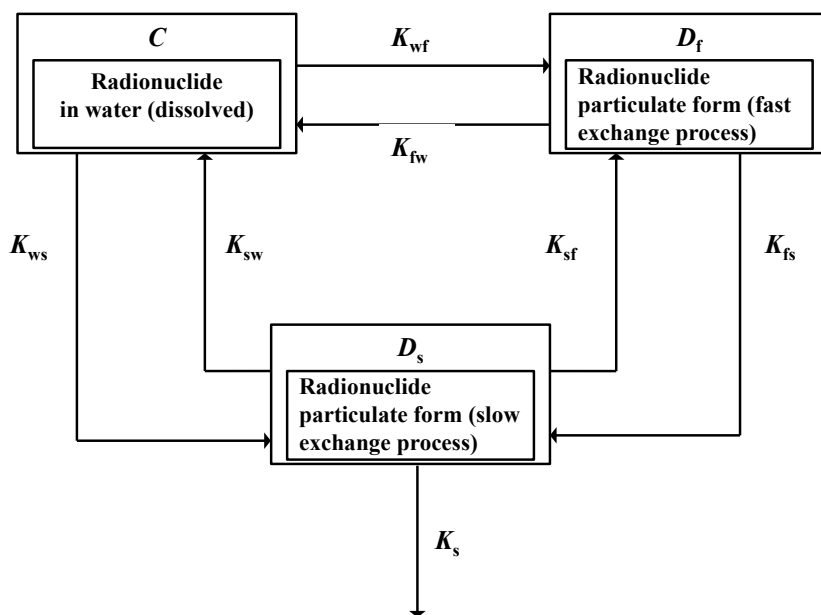 C
Radionuclide
in water (dissolved)
K_wf
K_fw
D_f
Radionuclide
particulate form (fast
exchange process)
K_ws
K_sw
K_sf
K_fs
D_s
Radionuclide
particulate form (slow
exchange process)
K_s